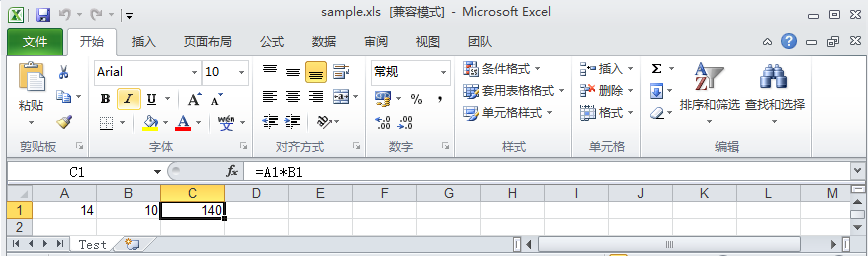 sample.xls [兼容模式] - Microsoft Excel
文件 开始 插入 页面布局 公式 数据 审阅 视图 团队
Arial 10 常规 条件格式 插入 Σ
粘贴 B I U A A % , 套用表格格式 删除 排序和筛选 查找和选择
A wén 文 .00 .00 单元格样式 格式
剪贴板 字体 对齐方式 数字 样式 单元格 编辑
C1 fx =A1*B1
A B C D E F G H I J K L M
1 14 10 140
2
Test